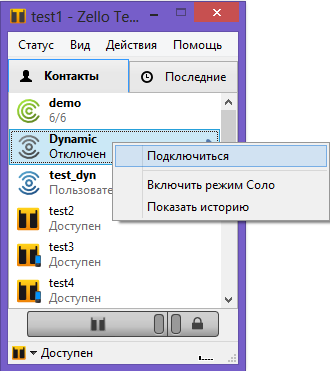 test1 - Zello Te...
Статус Вид Действия Помощь
Контакты Последние
demo
6/6
Dynamic
Отключен
Подключиться
Включить режим Соло
Показать историю
test_dyn
Пользовате
test2
Доступен
test3
Доступен
test4
Доступен
Доступен